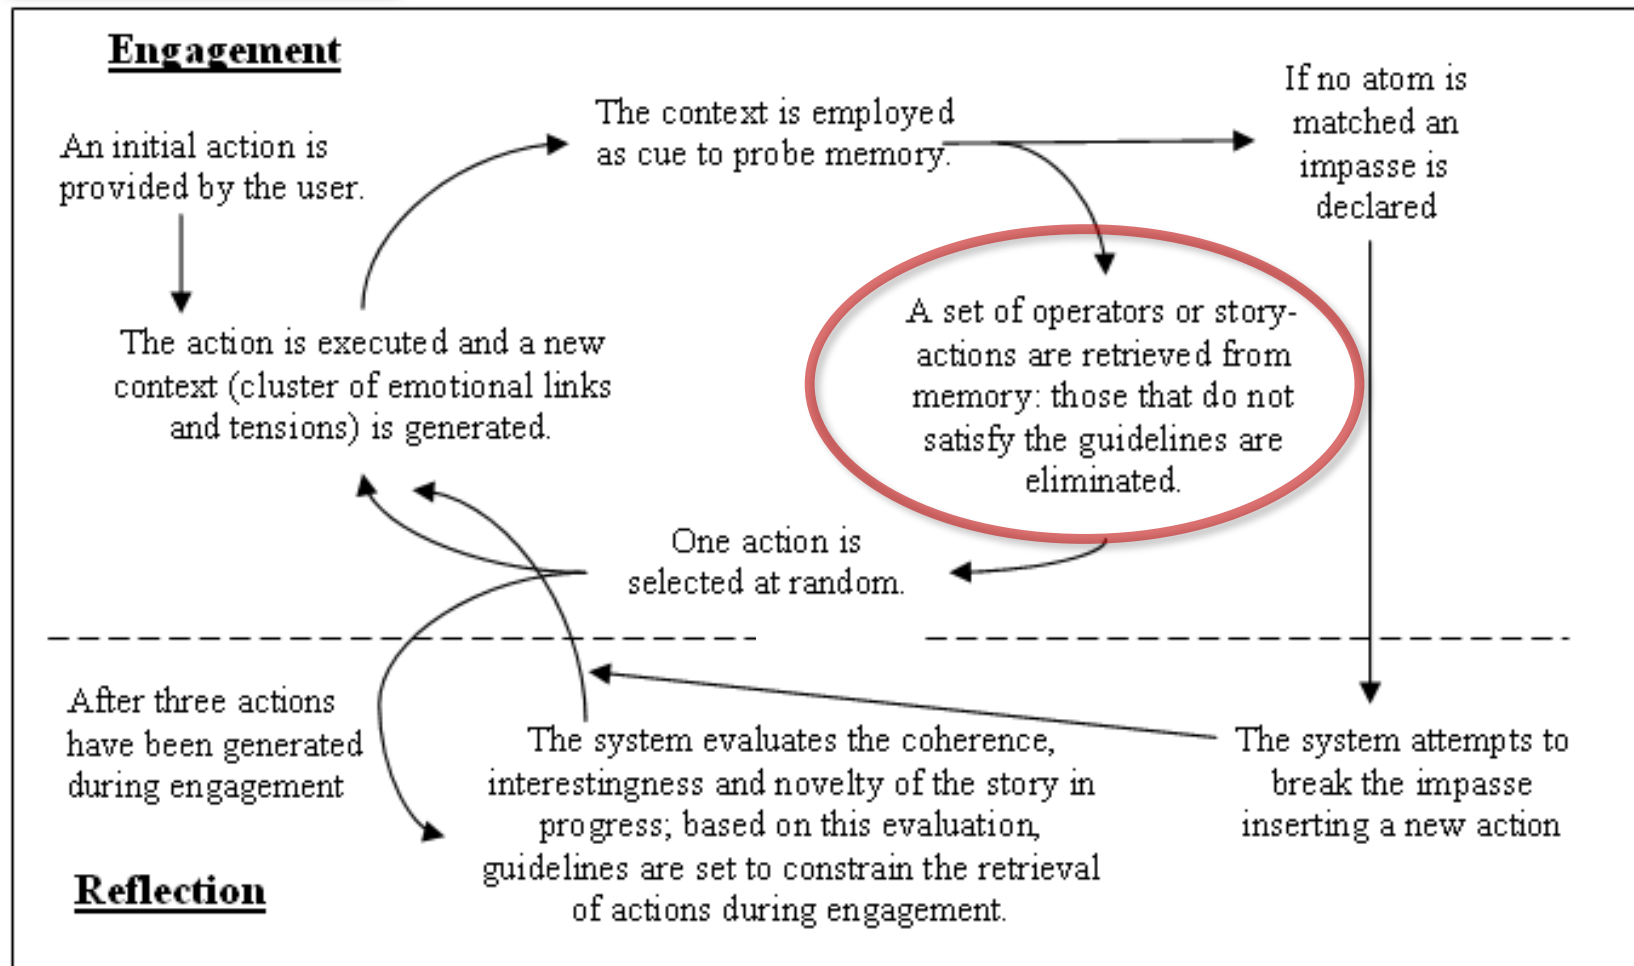 Engagement
An initial action is
provided by the user.
The context is employed
as cue to probe memory.
If no atom is
matched an
impasse is
declared
The action is executed and a new
context (cluster of emotional links
and tensions) is generated.
A set of operators or story-
actions are retrieved from
memory: those that do not
satisfy the guidelines are
eliminated.
One action is
selected at random.
After three actions
have been generated
during engagement
The system evaluates the coherence,
interestingness and novelty of the story in
progress; based on this evaluation,
guidelines are set to constrain the retrieval
of actions during engagement.
The system attempts to
break the impasse
inserting a new action
Reflection